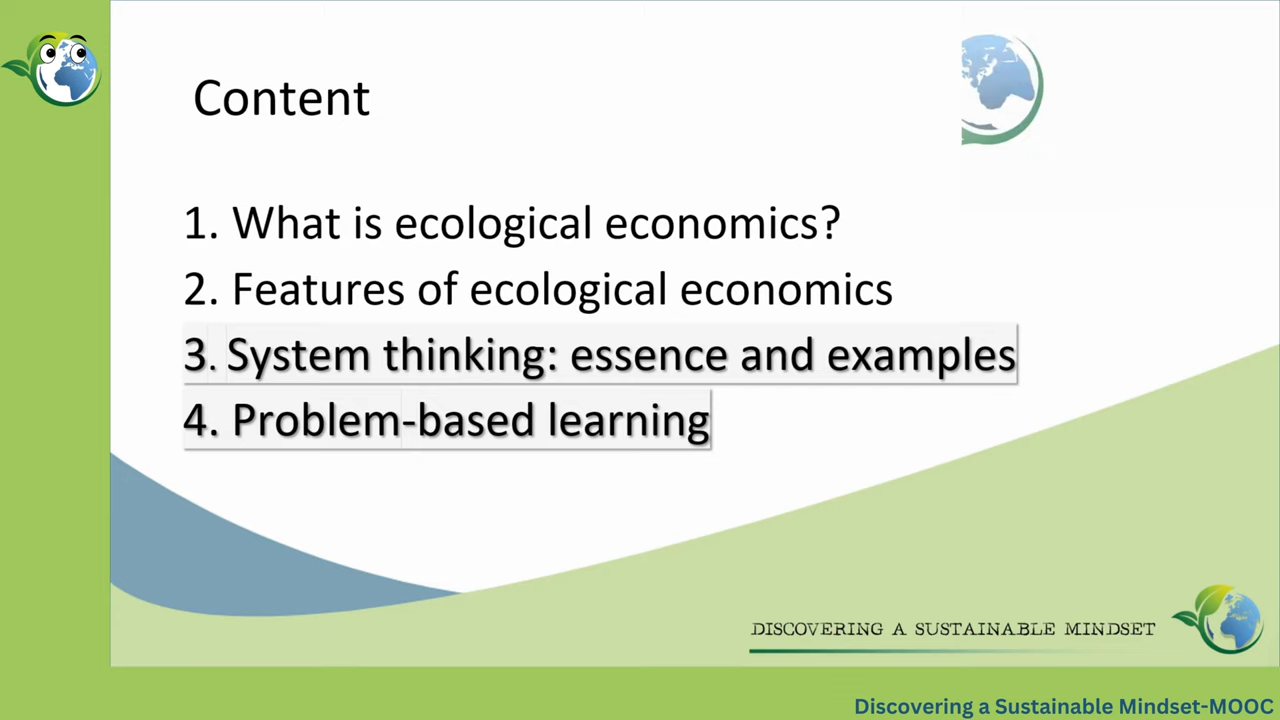 Content
1. What is ecological economics?
2. Features of ecological economics
3. System thinking: essence and examples
4. Problem-based learning
DISCOVERING A SUSTAINABLE MINDSET
Discovering a Sustainable Mindset-MOOC